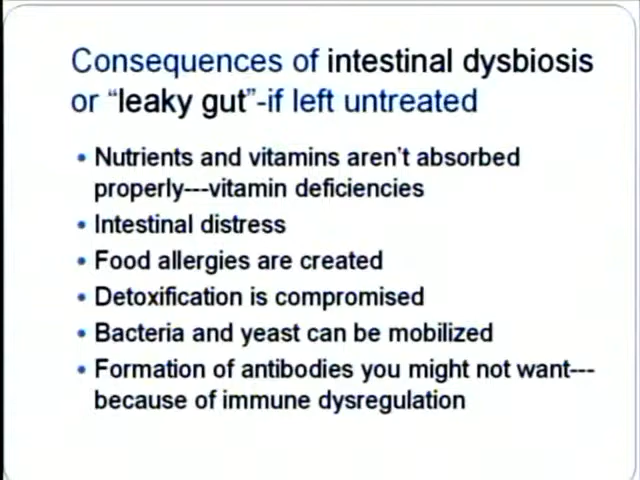 Consequences of intestinal dysbiosis
or “leaky gut”-if left untreated
• Nutrients and vitamins aren’t absorbed
properly---vitamin deficiencies
• Intestinal distress
• Food allergies are created
• Detoxification is compromised
• Bacteria and yeast can be mobilized
• Formation of antibodies you might not want---
because of immune dysregulation